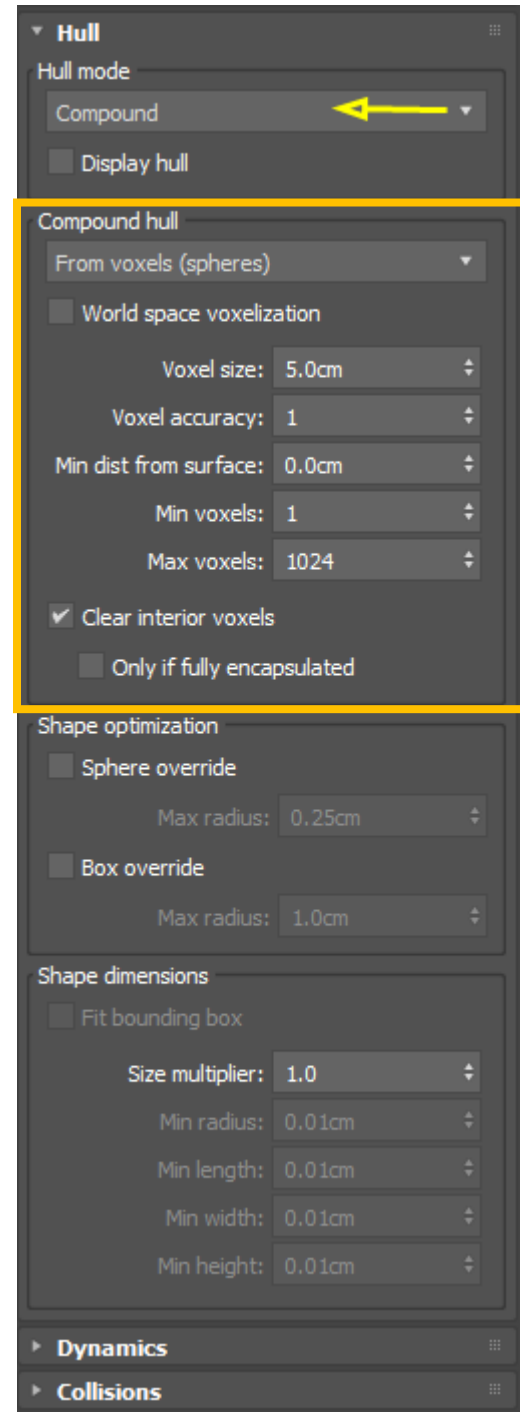 Hull
Hull mode
Compound
Display hull
Compound hull
From voxels (spheres)
World space voxelization
Voxel size: 5.0cm
Voxel accuracy: 1
Min dist from surface: 0.0cm
Min voxels: 1
Max voxels: 1024
Clear interior voxels
Only if fully encapsulated
Shape optimization
Sphere override
Max radius: 0.25cm
Box override
Max radius: 1.0cm
Shape dimensions
Fit bounding box
Size multiplier: 1.0
Min radius: 0.01cm
Min length: 0.01cm
Min width: 0.01cm
Min height: 0.01cm
Dynamics
Collisions